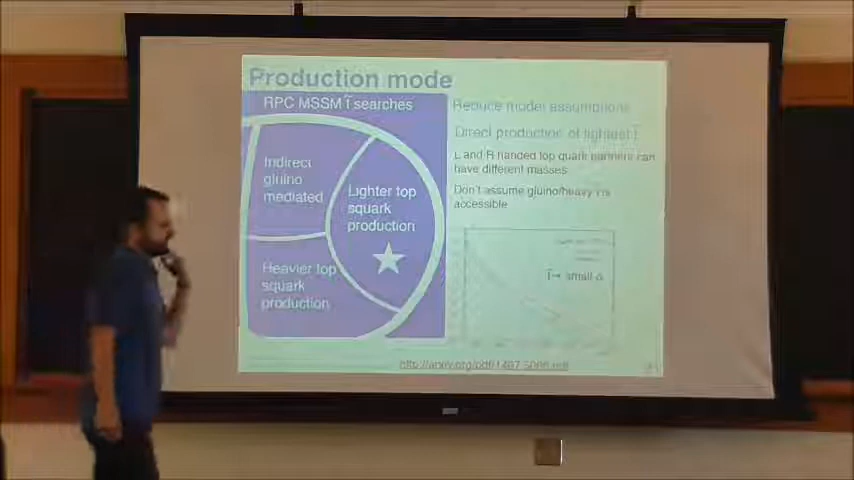 Production mode
RPC MSSM t̃ searches
Indirect
gluino
mediated
Lighter top
squark
production
Heavier top
squark
production
Reduce model assumptions
Direct production of lightest t̃
L and R handed top quark partners can
have different masses
Don't assume gluino/heavy t̃ is
accessible
small σ